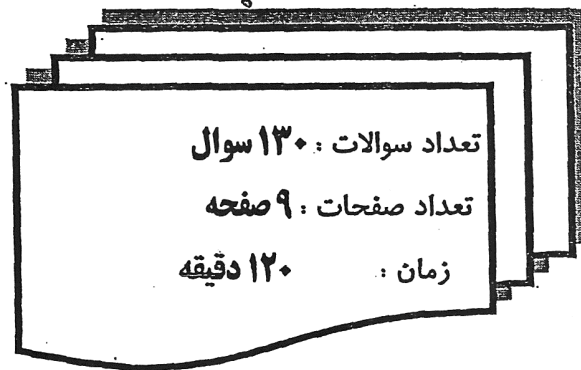 تعداد سوالات : ۱۳۰ سوال
تعداد صفحات : ۹ صفحه
زمان : ۱۲۰ دقیقه